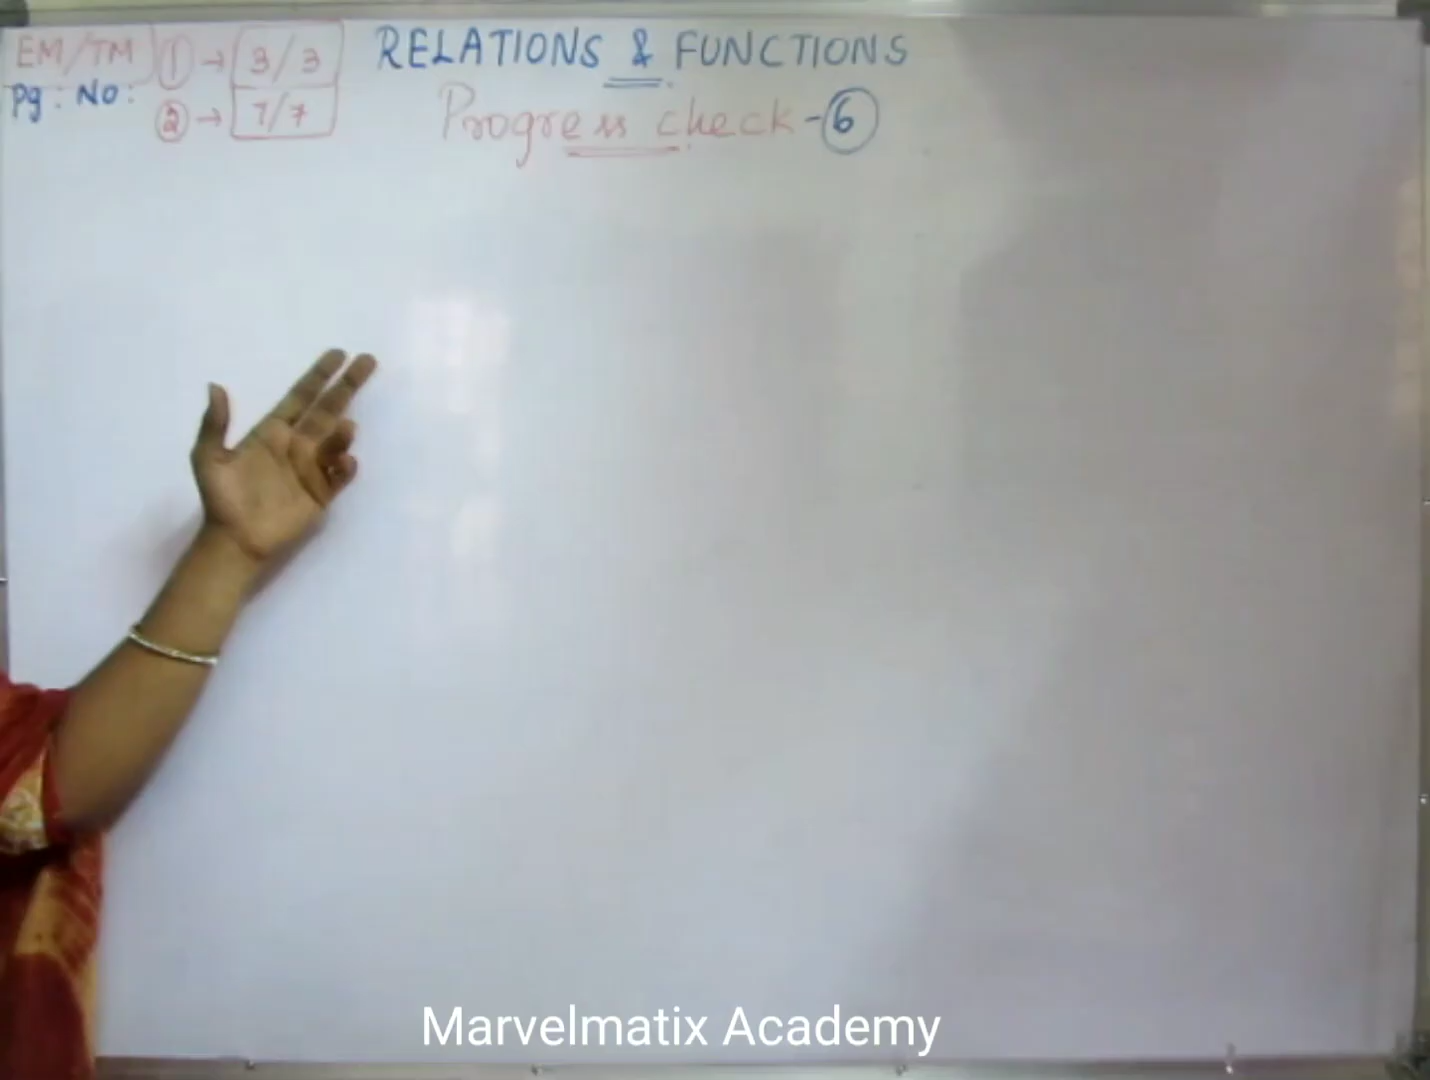 EM/TM ① → 3/3
Pg: No: ② → 7/7
RELATIONS & FUNCTIONS
Progress check - ⑥
Marvelmatix Academy